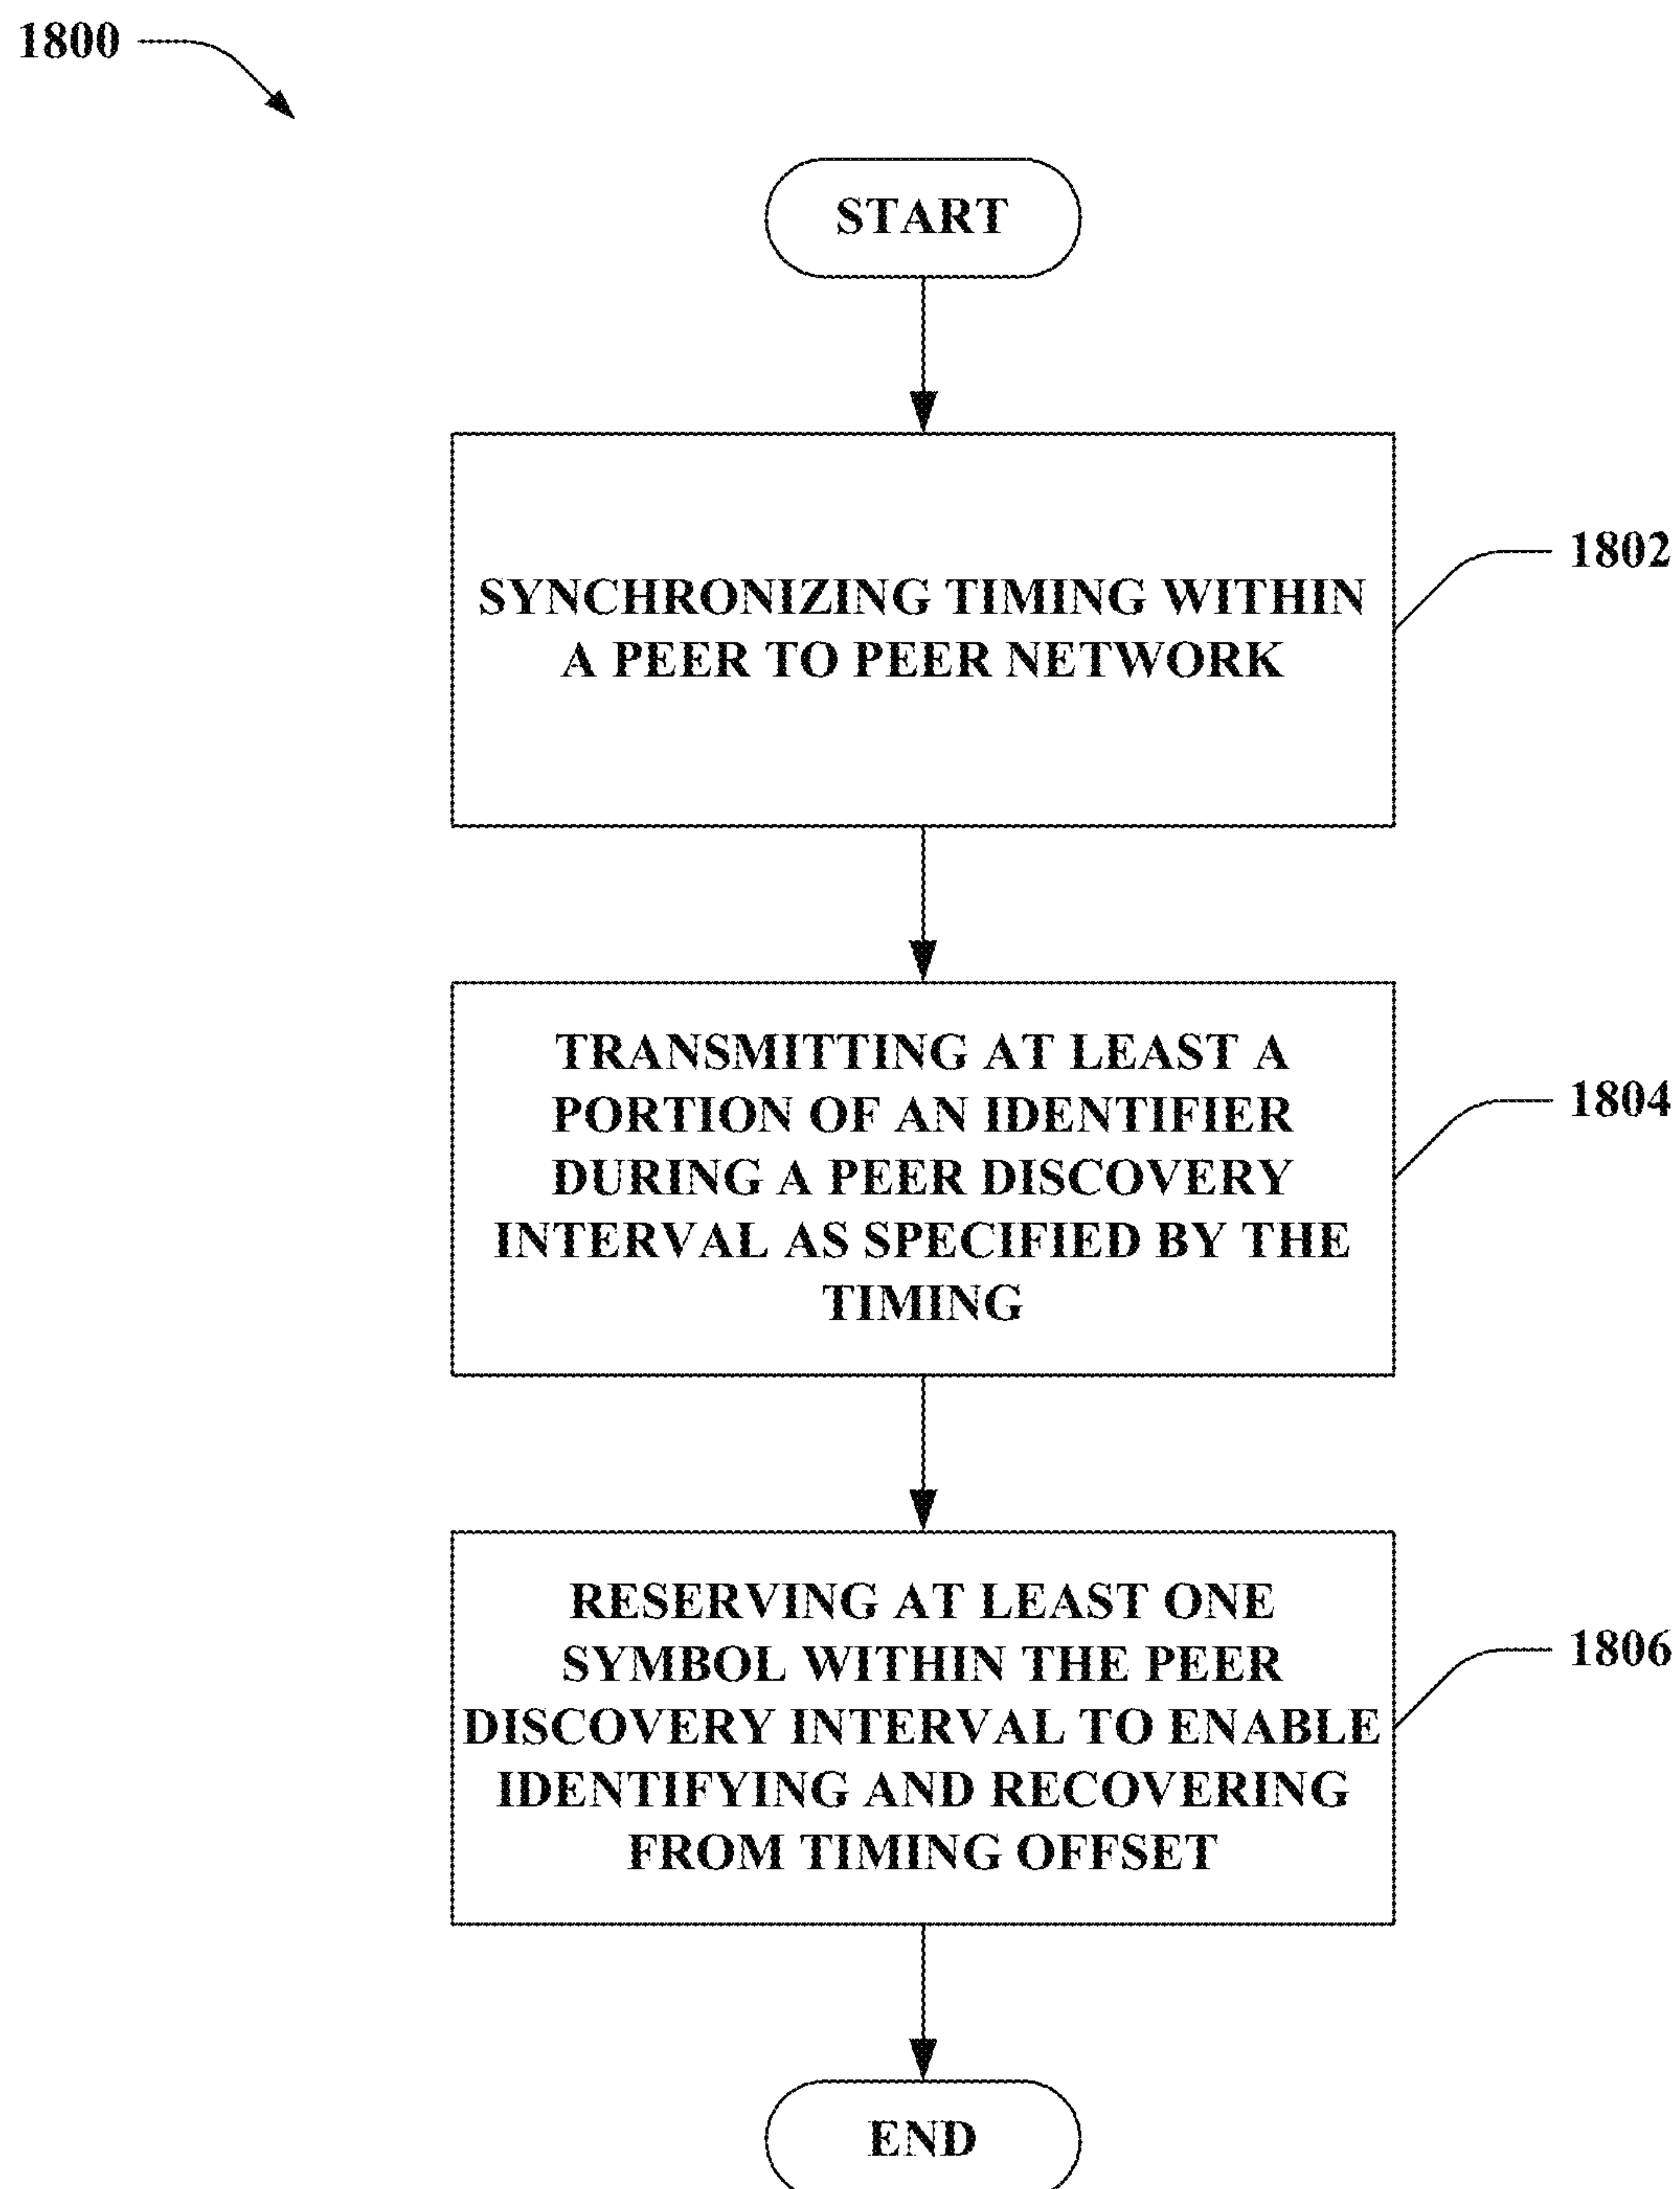 1800
START
SYNCHRONIZING TIMING WITHIN
A PEER TO PEER NETWORK
1802
TRANSMITTING AT LEAST A
PORTION OF AN IDENTIFIER
DURING A PEER DISCOVERY
INTERVAL AS SPECIFIED BY THE
TIMING
1804
RESERVING AT LEAST ONE
SYMBOL WITHIN THE PEER
DISCOVERY INTERVAL TO ENABLE
IDENTIFYING AND RECOVERING
FROM TIMING OFFSET
1806
END